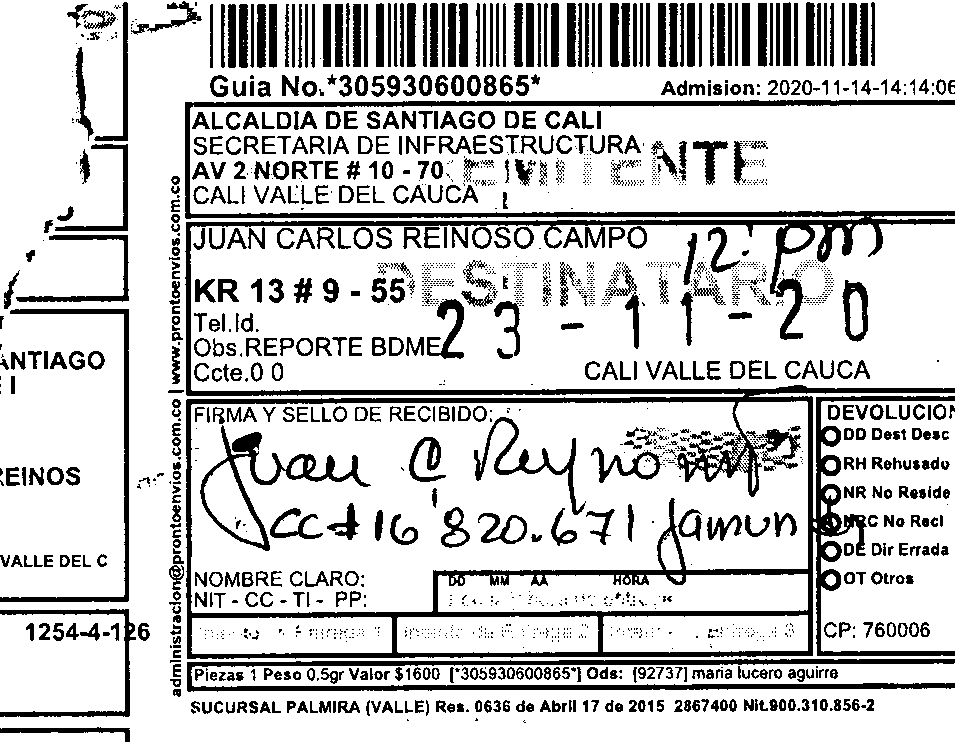 Guia No.*305930600865*
Admision: 2020-11-14-14:14:06
ALCALDIA DE SANTIAGO DE CALI
SECRETARIA DE INFRAESTRUCTURA
AV 2 NORTE # 10 - 70
CALI VALLE DEL CAUCA
www.prontoenvios.com.co
JUAN CARLOS REINOSO CAMPO
12: pm
DESTINATARIO
KR 13 # 9 - 55
23-11-20
Tel.Id.
Obs.REPORTE BDME
Ccte.0 0
CALI VALLE DEL CAUCA
ANTIAGO
REINOS
VALLE DEL C
1254-4-126
administracion@prontoenvios.com.co
FIRMA Y SELLO DE RECIBIDO:
Juan C Reynoso
CC # 16'820.671 Jamun
NOMBRE CLARO:
NIT - CC - TI - PP:
DD MM AA HORA
DEVOLUCION
DD Dest Desc
RH Rehusado
NR No Reside
NRC No Recl
DE Dir Errada
OT Otros
CP: 760006
Piezas 1 Peso 0.5gr Valor $1600 [*305930600865*] Ods: {92737] maria lucero aguirre
SUCURSAL PALMIRA (VALLE) Res. 0636 de Abril 17 de 2015 2867400 Nit.900.310.856-2